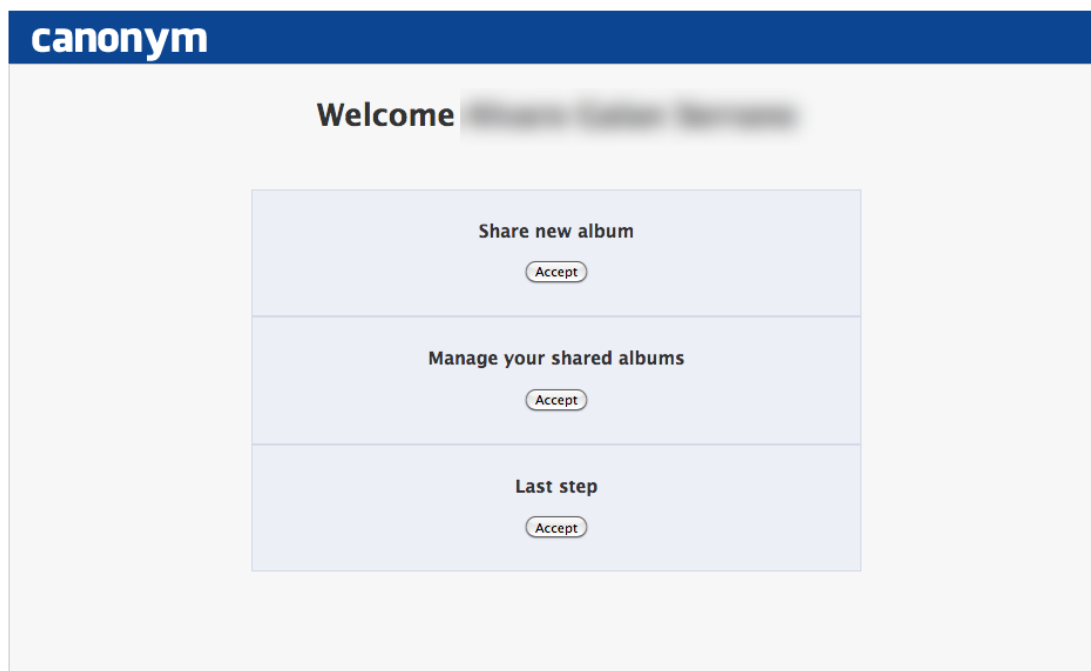 canonym
Welcome
Share new album
Accept
Manage your shared albums
Accept
Last step
Accept